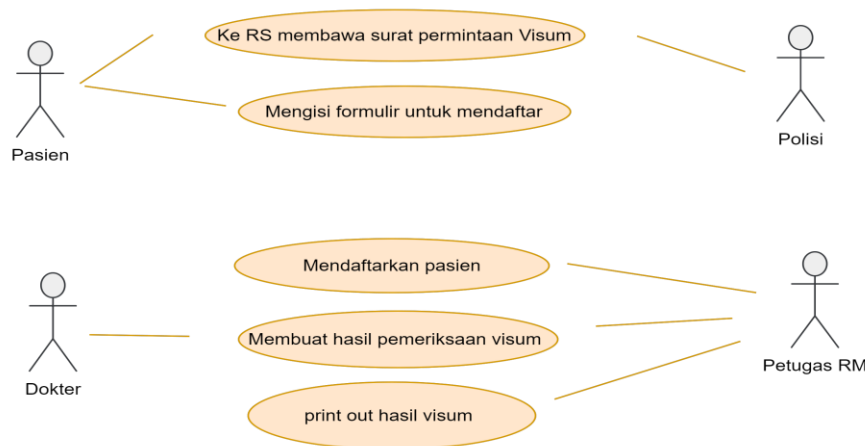 Ke RS membawa surat permintaan Visum
Mengisi formulir untuk mendaftar
Pasien
Polisi
Mendaftarkan pasien
Membuat hasil pemeriksaan visum
Dokter
Petugas RM
print out hasil visum